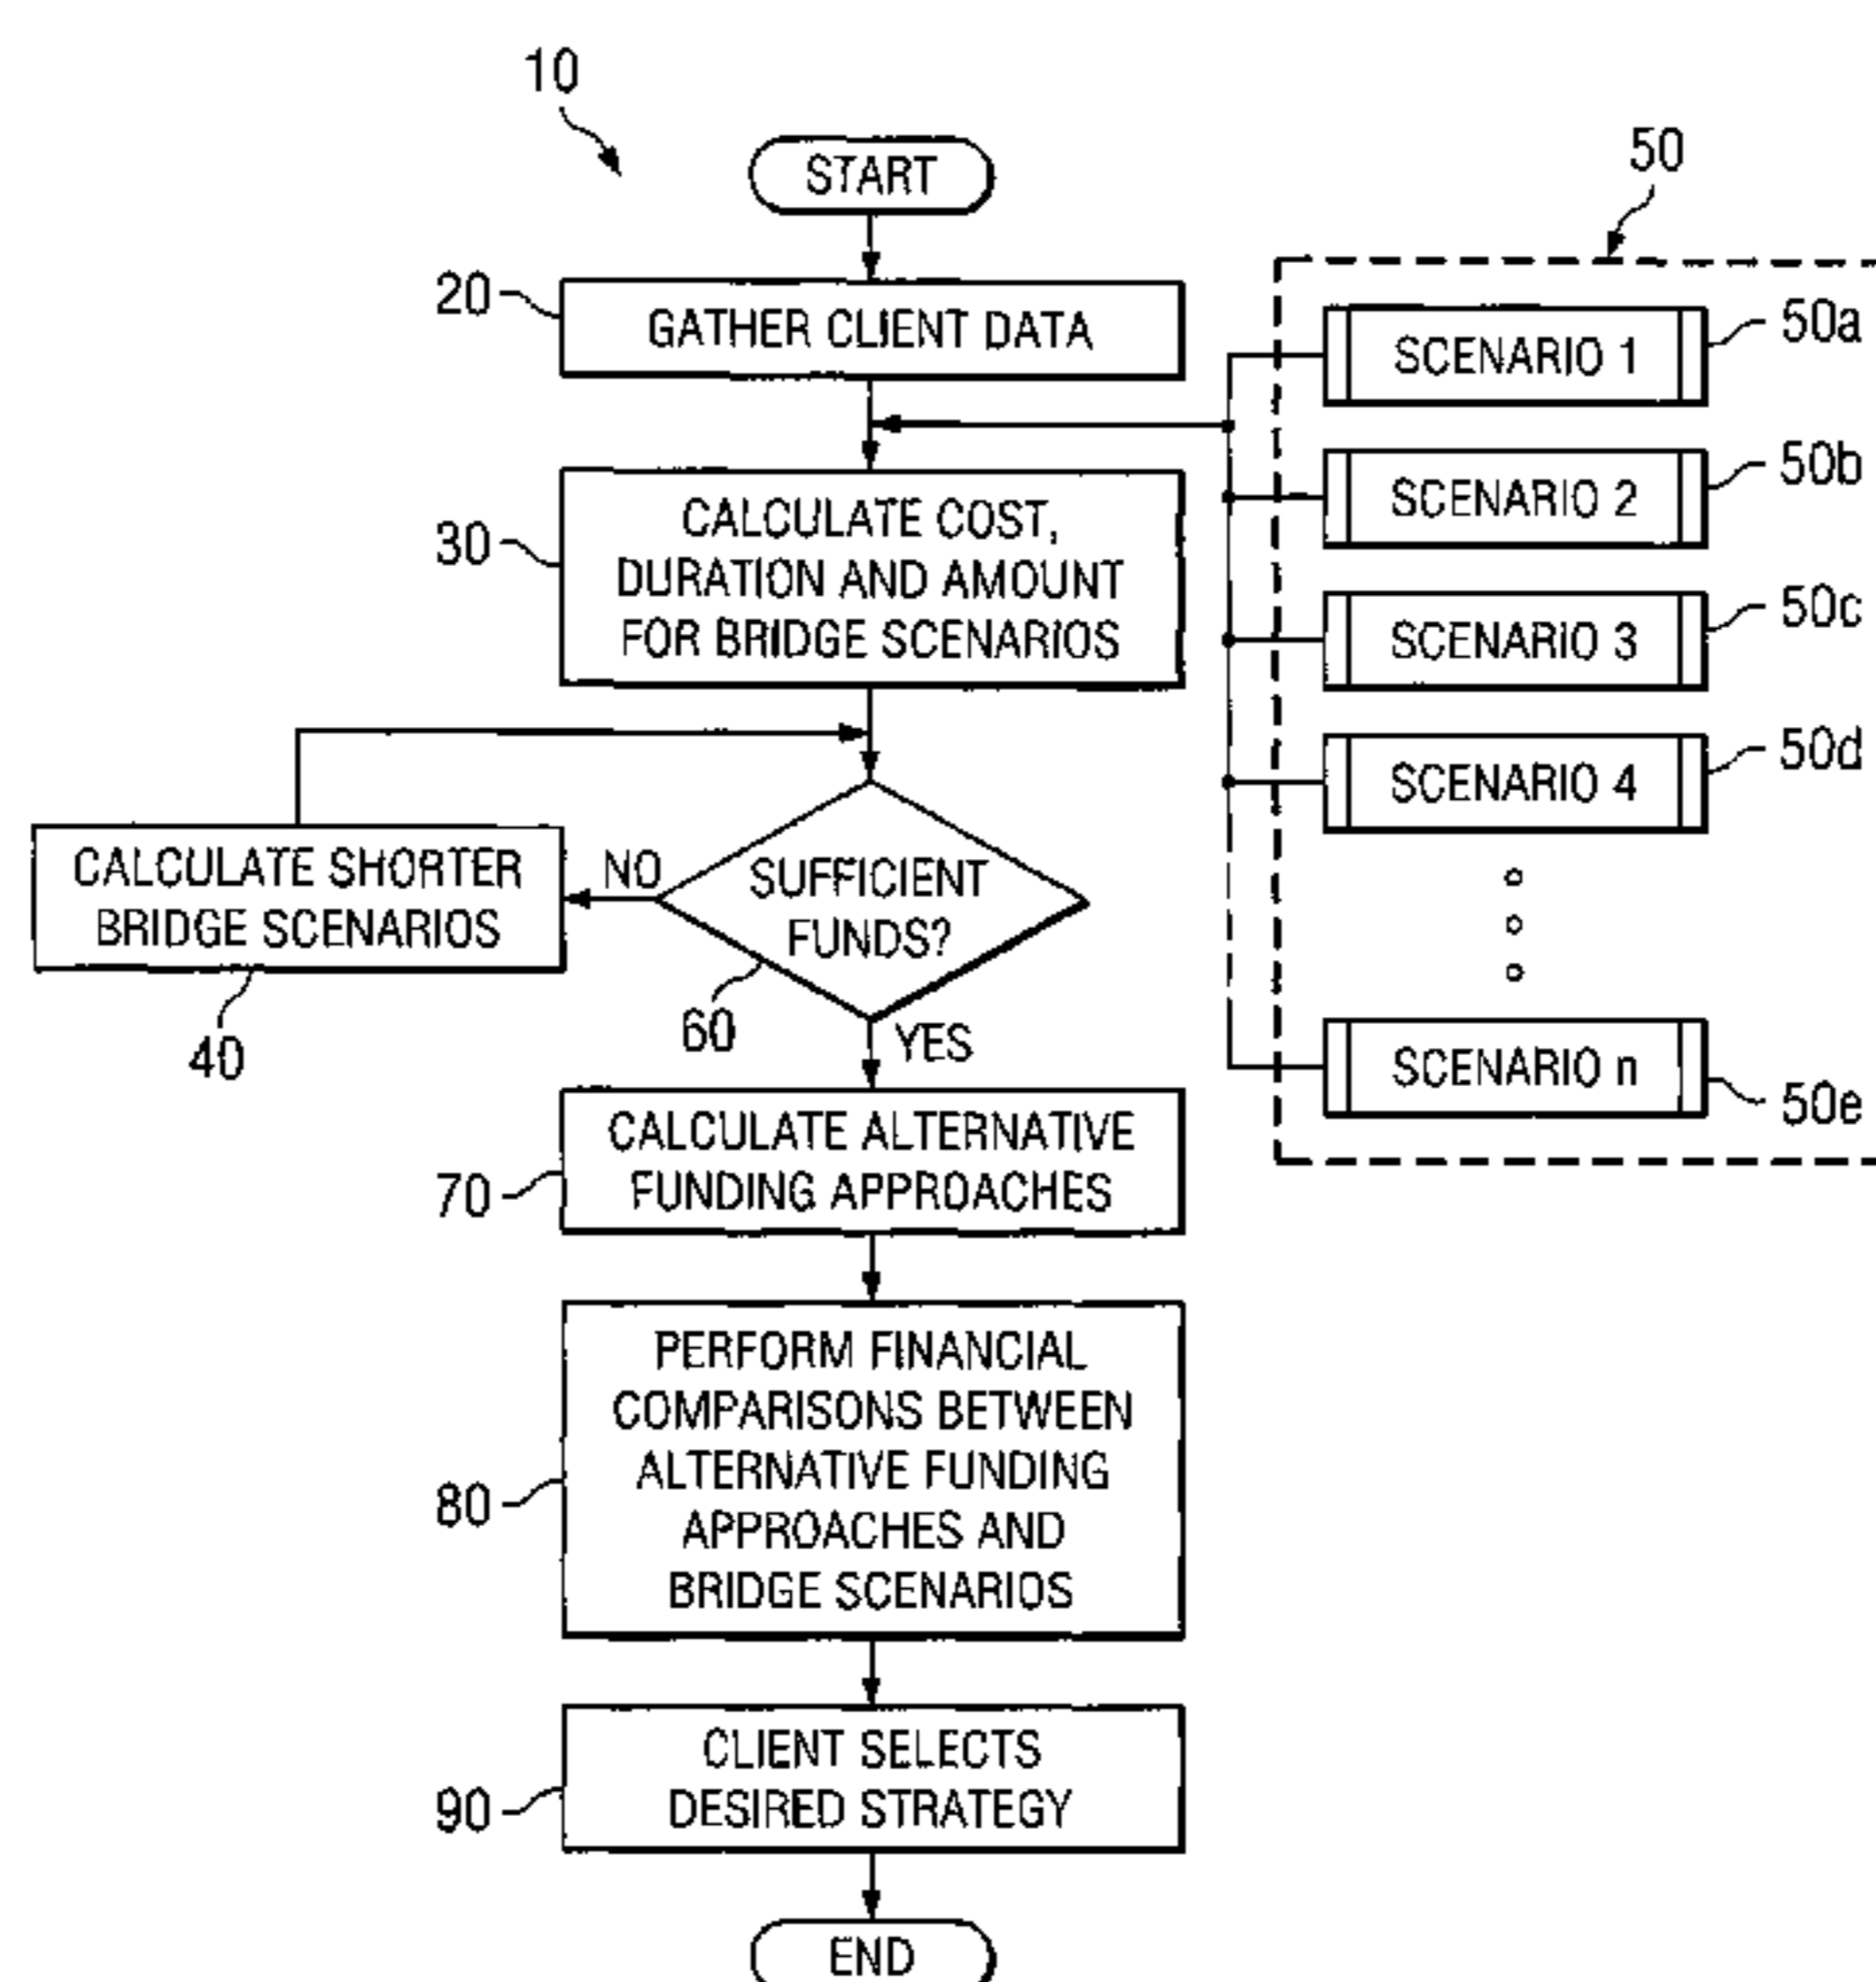 10
START
50
20
GATHER CLIENT DATA
SCENARIO 1
50a
SCENARIO 2
50b
30
CALCULATE COST,
DURATION AND AMOUNT
FOR BRIDGE SCENARIOS
SCENARIO 3
50c
SCENARIO 4
50d
CALCULATE SHORTER
BRIDGE SCENARIOS
40
NO
SUFFICIENT
FUNDS?
60
YES
SCENARIO n
50e
70
CALCULATE ALTERNATIVE
FUNDING APPROACHES
80
PERFORM FINANCIAL
COMPARISONS BETWEEN
ALTERNATIVE FUNDING
APPROACHES AND
BRIDGE SCENARIOS
90
CLIENT SELECTS
DESIRED STRATEGY
END